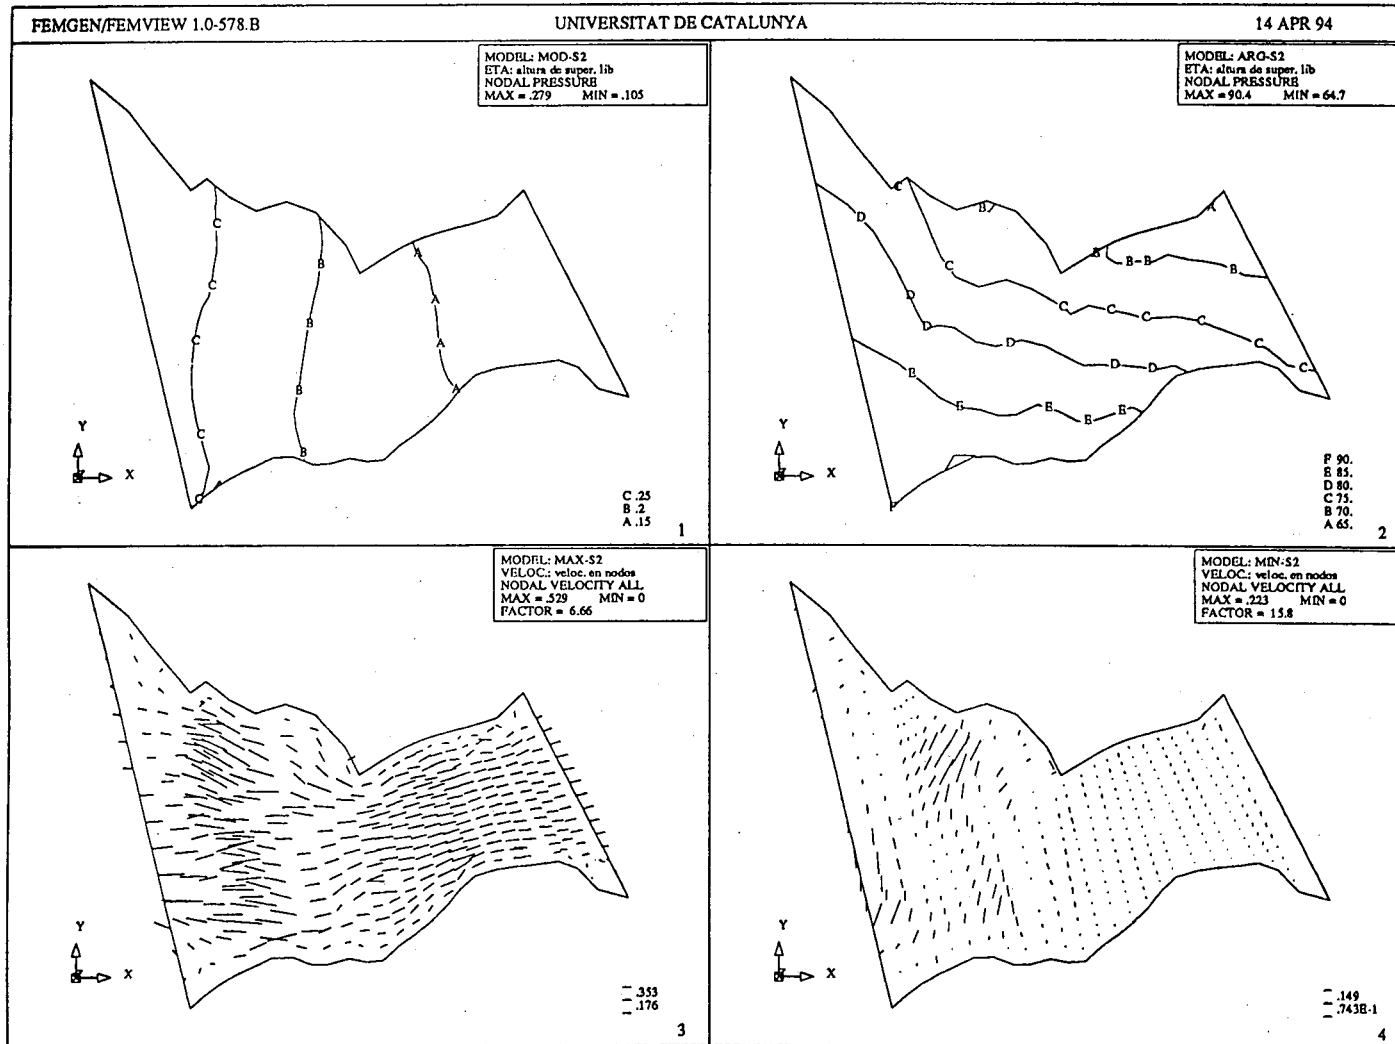 FEMGEN/FEMVIEW 1.0-578.B UNIVERSITAT DE CATALUNYA 14 APR 94
MODEL: MOD-S2
ETA: altura de super. lib
NODAL PRESSURE
MAX = .279 MIN = .105
C
B
A
C
A
B
C
A
B
A
C
B
C
Y
X
C .25
B .2
A .15
1
MODEL: ARG-S2
ETA: altura de super. lib
NODAL PRESSURE
MAX = 90.4 MIN = 64.7
C
B
A
D
B
B-B
B
C
D
C
C
C
C
D
D
C
D
D
C
E
E
E
E
E
F
Y
X
F 90.
E 85.
D 80.
C 75.
B 70.
A 65.
2
MODEL: MAX-S2
VELOC.: veloc. en nodos
NODAL VELOCITY ALL
MAX = .529 MIN = 0
FACTOR = 6.66
Y
X
.353
.176
3
MODEL: MIN-S2
VELOC.: veloc. en nodos
NODAL VELOCITY ALL
MAX = .223 MIN = 0
FACTOR = 15.8
Y
X
.149
.743E-1
4